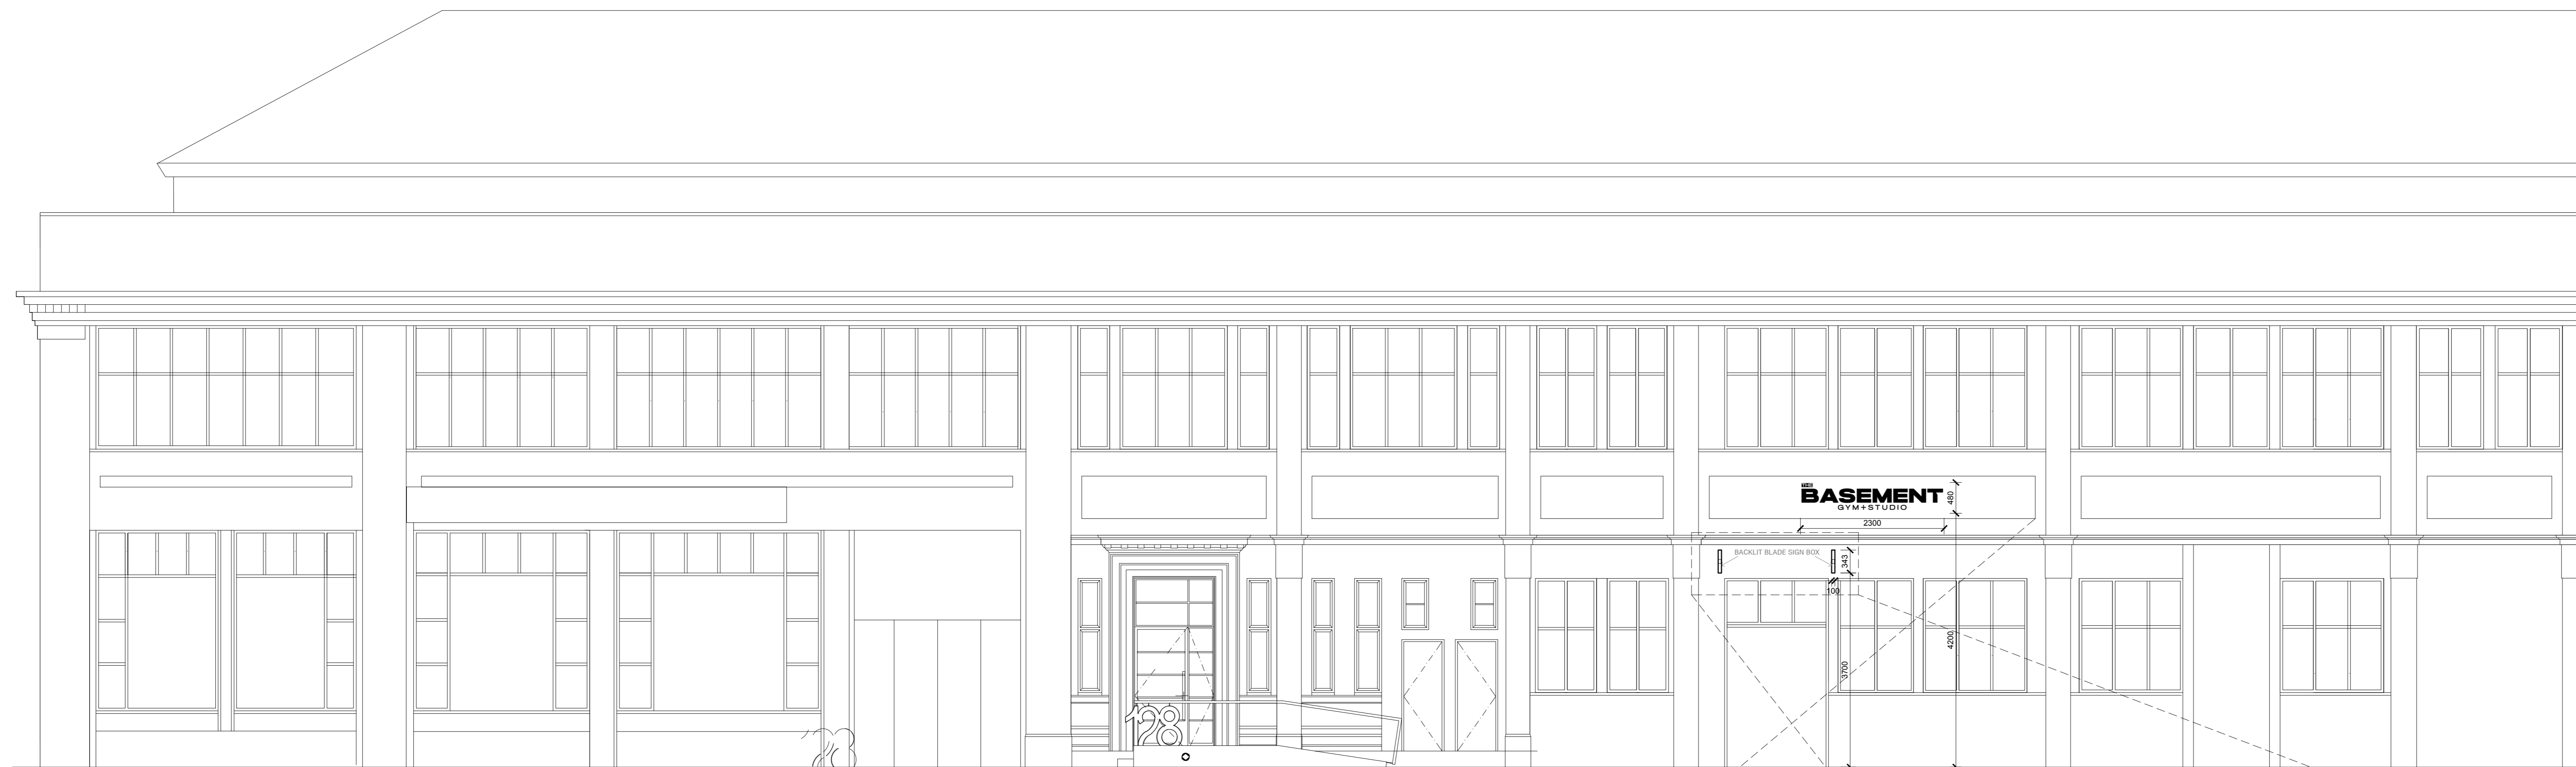 THE
BASEMENT
GYM+STUDIO
480
2300
BACKLIT BLADE SIGN BOX
343
100
4200
3700
128